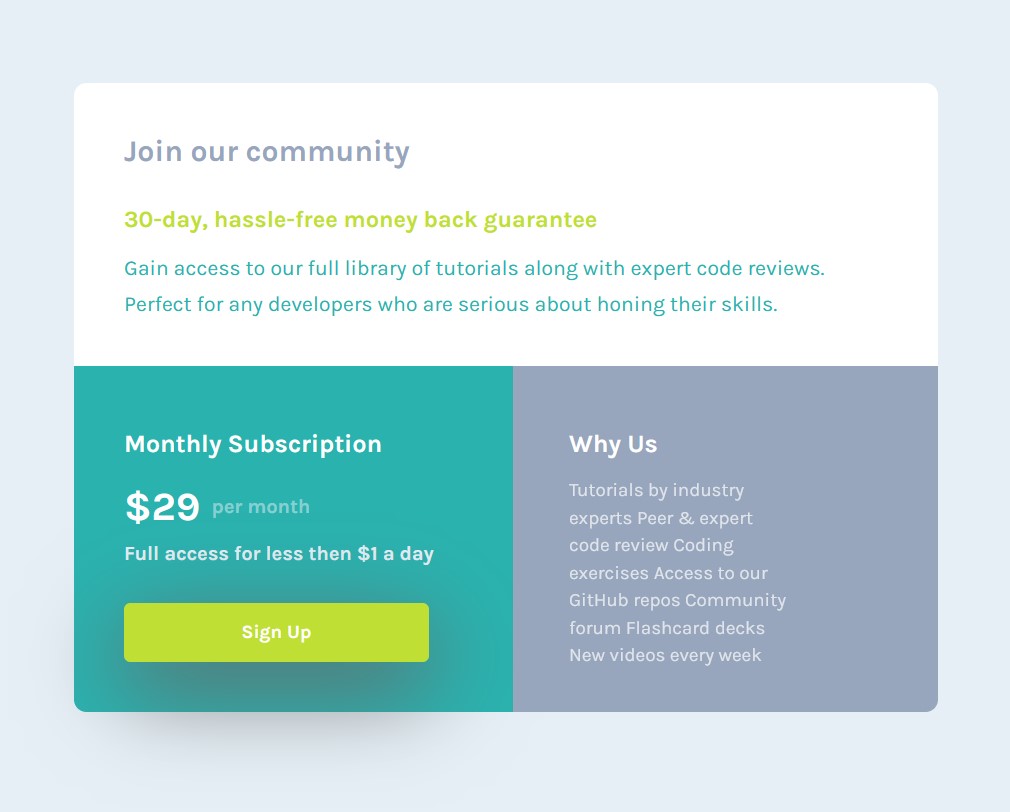 Join our community
30-day, hassle-free money back guarantee
Gain access to our full library of tutorials along with expert code reviews.
Perfect for any developers who are serious about honing their skills.
Monthly Subscription
$29 per month
Full access for less then $1 a day
Sign Up
Why Us
Tutorials by industry
experts Peer & expert
code review Coding
exercises Access to our
GitHub repos Community
forum Flashcard decks
New videos every week